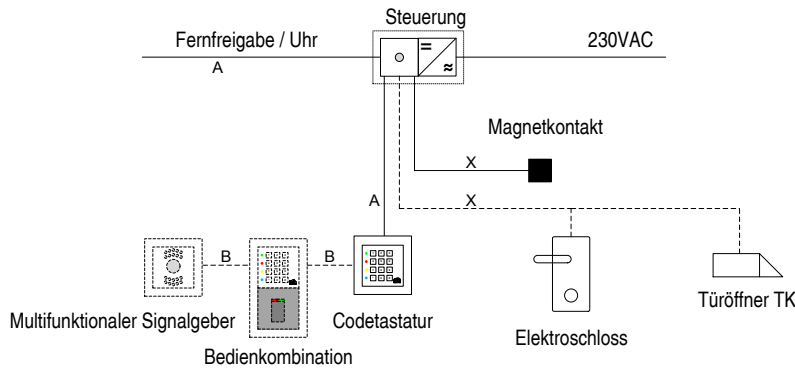 Steuerung
Fernfreigabe / Uhr
230VAC
A
=
≈
Magnetkontakt
X
A
X
B
B
Türöffner TK
Multifunktionaler Signalgeber
Codetastatur
Elektroschloss
Bedienkombination